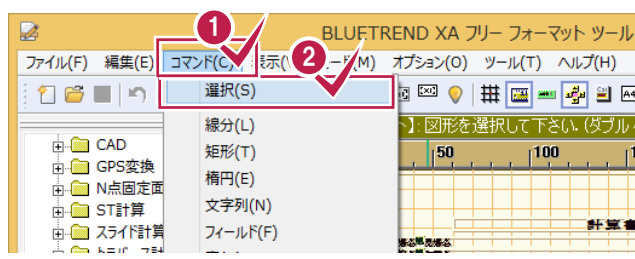 1
BLUETREND XA フリー フォーマット ツール
ファイル(F) 編集(E) コマンド(C) 表示( (M) オプション(O) ツール(T) ヘルプ(H)
2
選択(S)
】: 図形を選択して下さい. (ダブル
線分(L)
50 100
CAD
矩形(T)
GPS変換
楕円(E)
N点固定面
文字列(N)
ST計算
計算書
スライド計算
フィールド(F)